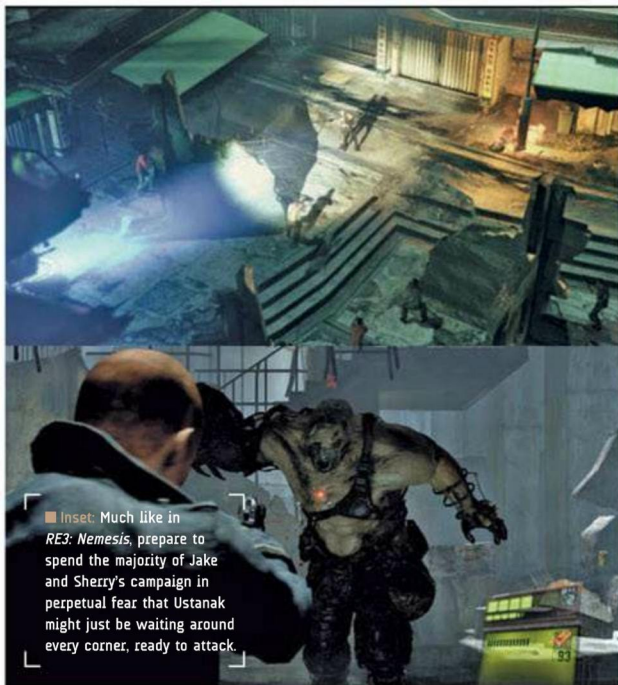 Inset: Much like in
RE3: Nemesis, prepare to
spend the majority of Jake
and Sherry's campaign in
perpetual fear that Ustanak
might just be waiting around
every corner, ready to attack.
93